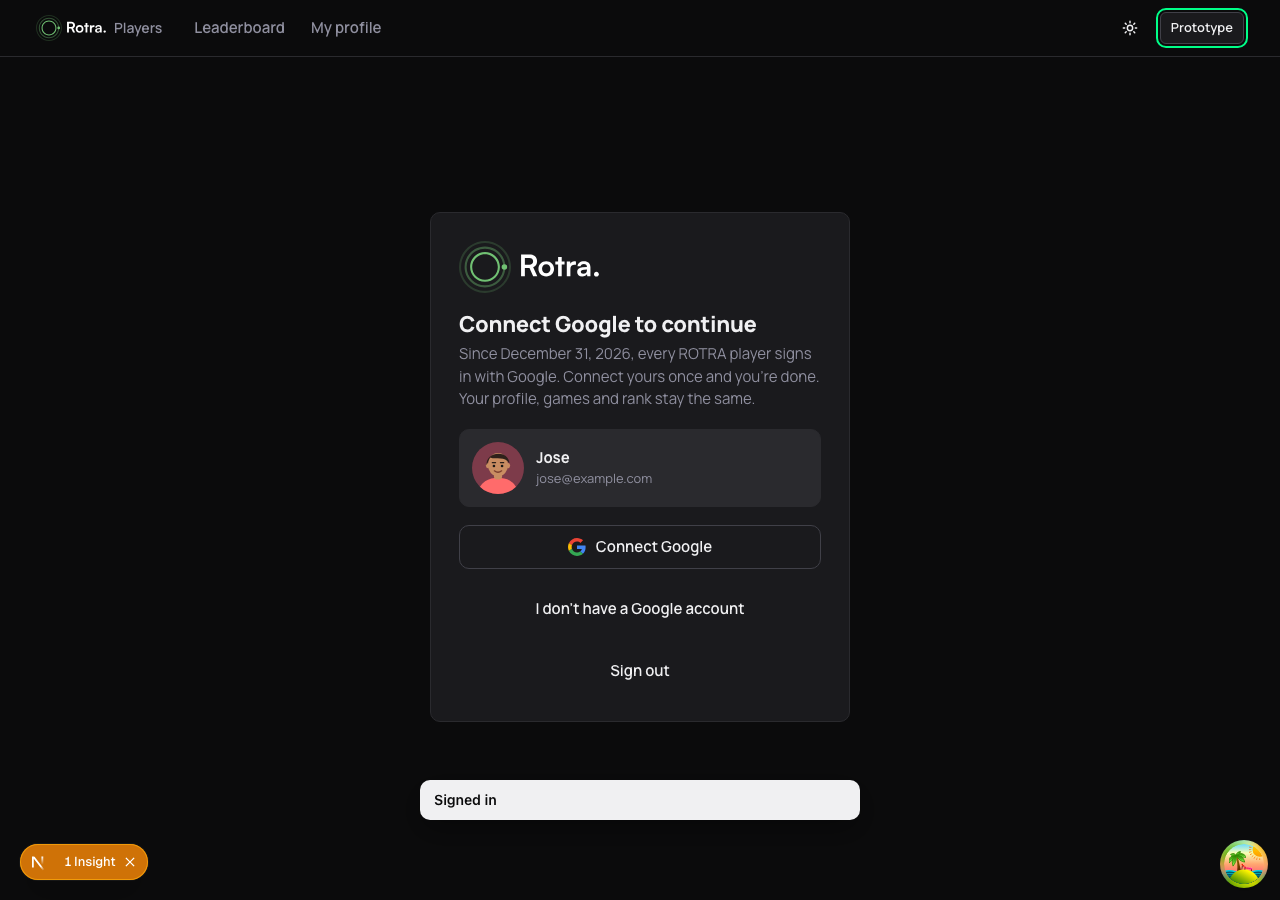 Rotra. Players Leaderboard My profile Prototype
Rotra.
Connect Google to continue
Since December 31, 2026, every ROTRA player signs
in with Google. Connect yours once and you're done.
Your profile, games and rank stay the same.
Jose
jose@example.com
Connect Google
I don't have a Google account
Sign out
Signed in
N 1 Insight